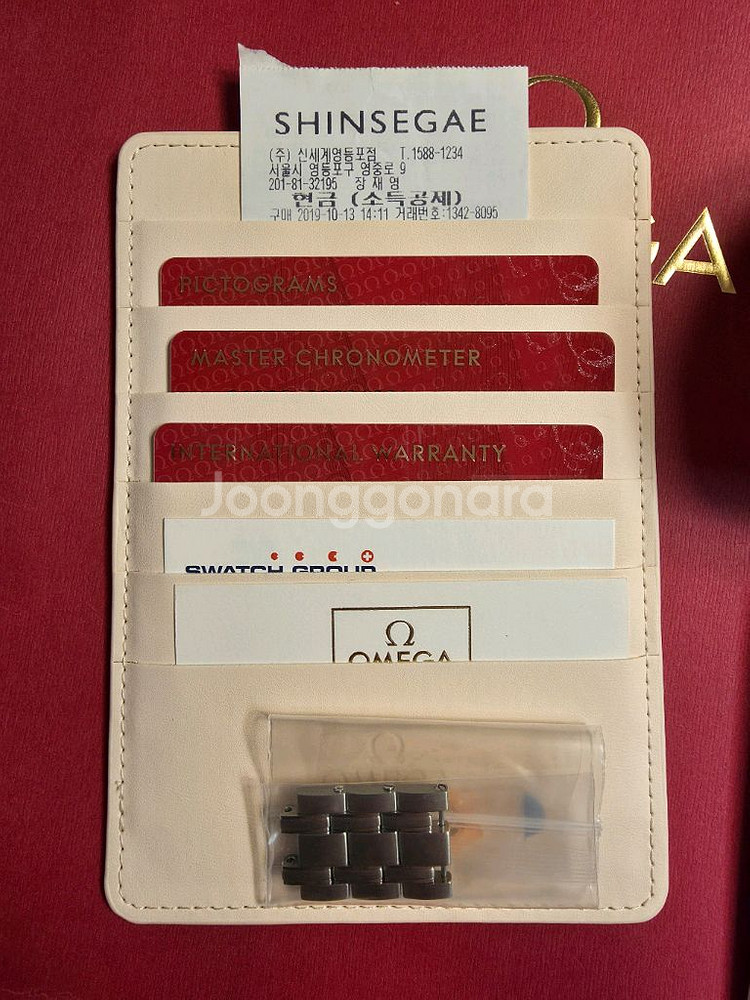 SHINSEGAE
(주) 신세계영등포점 T.1588-1234
서울시 영등포구 영중로 9
201-81-32195 장 재 영
현금 (소득공제)
구매 2019-10-13 14:11 거래번호:1342-8095
GA
PICTOGRAMS
MASTER CHRONOMETER
INTERNATIONAL WARRANTY
Joonggonara
SWATCH GROUP
Ω
OMEGA
Ω
OMEGA